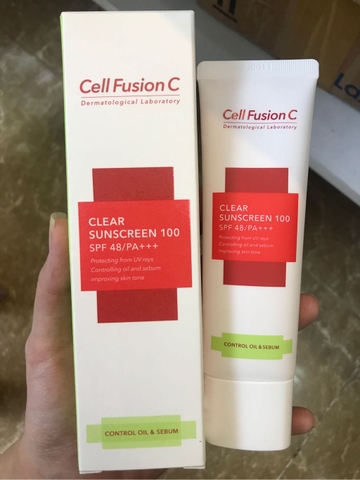 Cell Fusion C
Dermatological Laboratory
CLEAR
SUNSCREEN 100
SPF 48/PA+++
Protecting from UV rays
Controlling oil and sebum
improving skin tone
CONTROL OIL & SEBUM
Cell Fusion C
Dermatological Laboratory
CLEAR
SUNSCREEN 100
SPF 48/PA+++
Protecting from UV rays
Controlling oil and sebum
improving skin tone
CONTROL OIL & SEBUM
La